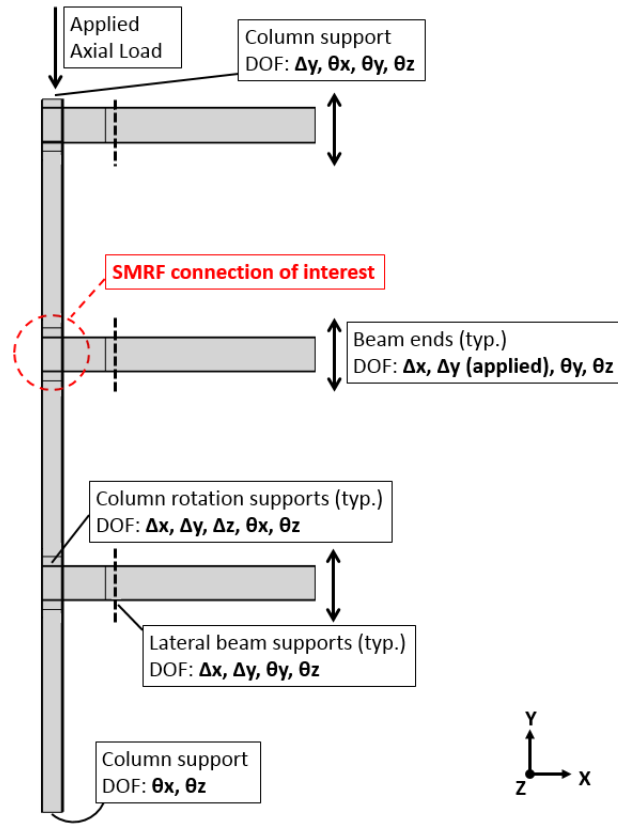 Applied
Axial Load
Column support
DOF: Δy, θx, θy, θz
SMRF connection of interest
Beam ends (typ.)
DOF: Δx, Δy (applied), θy, θz
Column rotation supports (typ.)
DOF: Δx, Δy, Δz, θx, θz
Lateral beam supports (typ.)
DOF: Δx, Δy, θy, θz
Column support
DOF: θx, θz
Y
Z
X